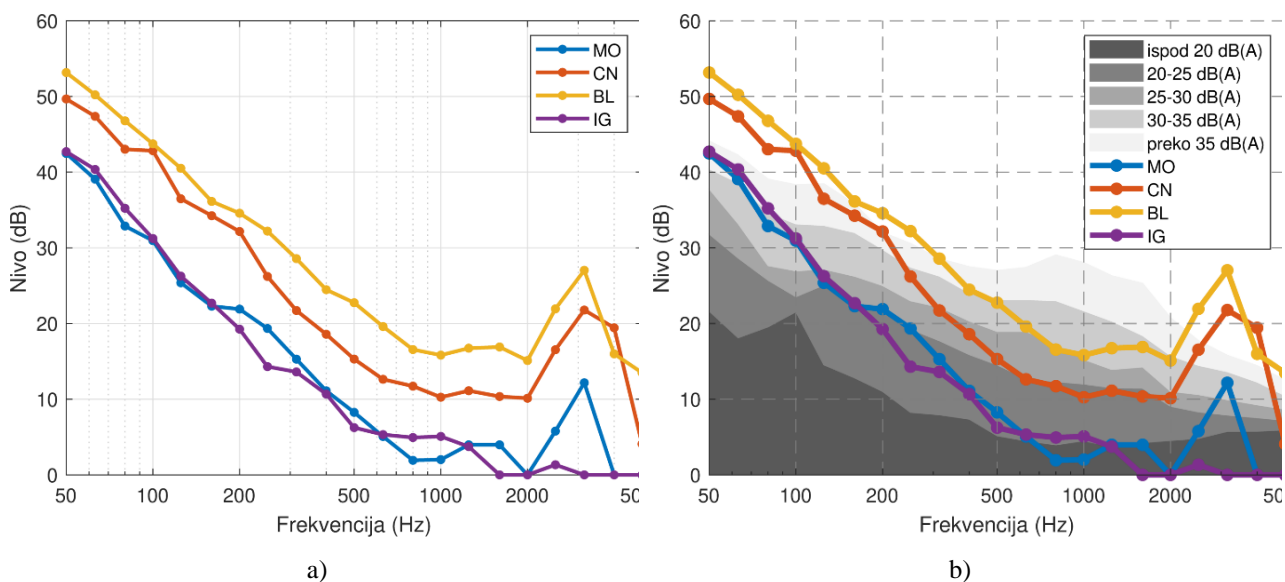 60
50
40
30
20
10
0
Nivo (dB)
50 100 200 500 1000 2000 50
Frekvencija (Hz)
MO
CN
BL
IG
a)
60
50
40
30
20
10
0
Nivo (dB)
50 100 200 500 1000 2000 50
Frekvencija (Hz)
ispod 20 dB(A)
20-25 dB(A)
25-30 dB(A)
30-35 dB(A)
preko 35 dB(A)
MO
CN
BL
IG
b)